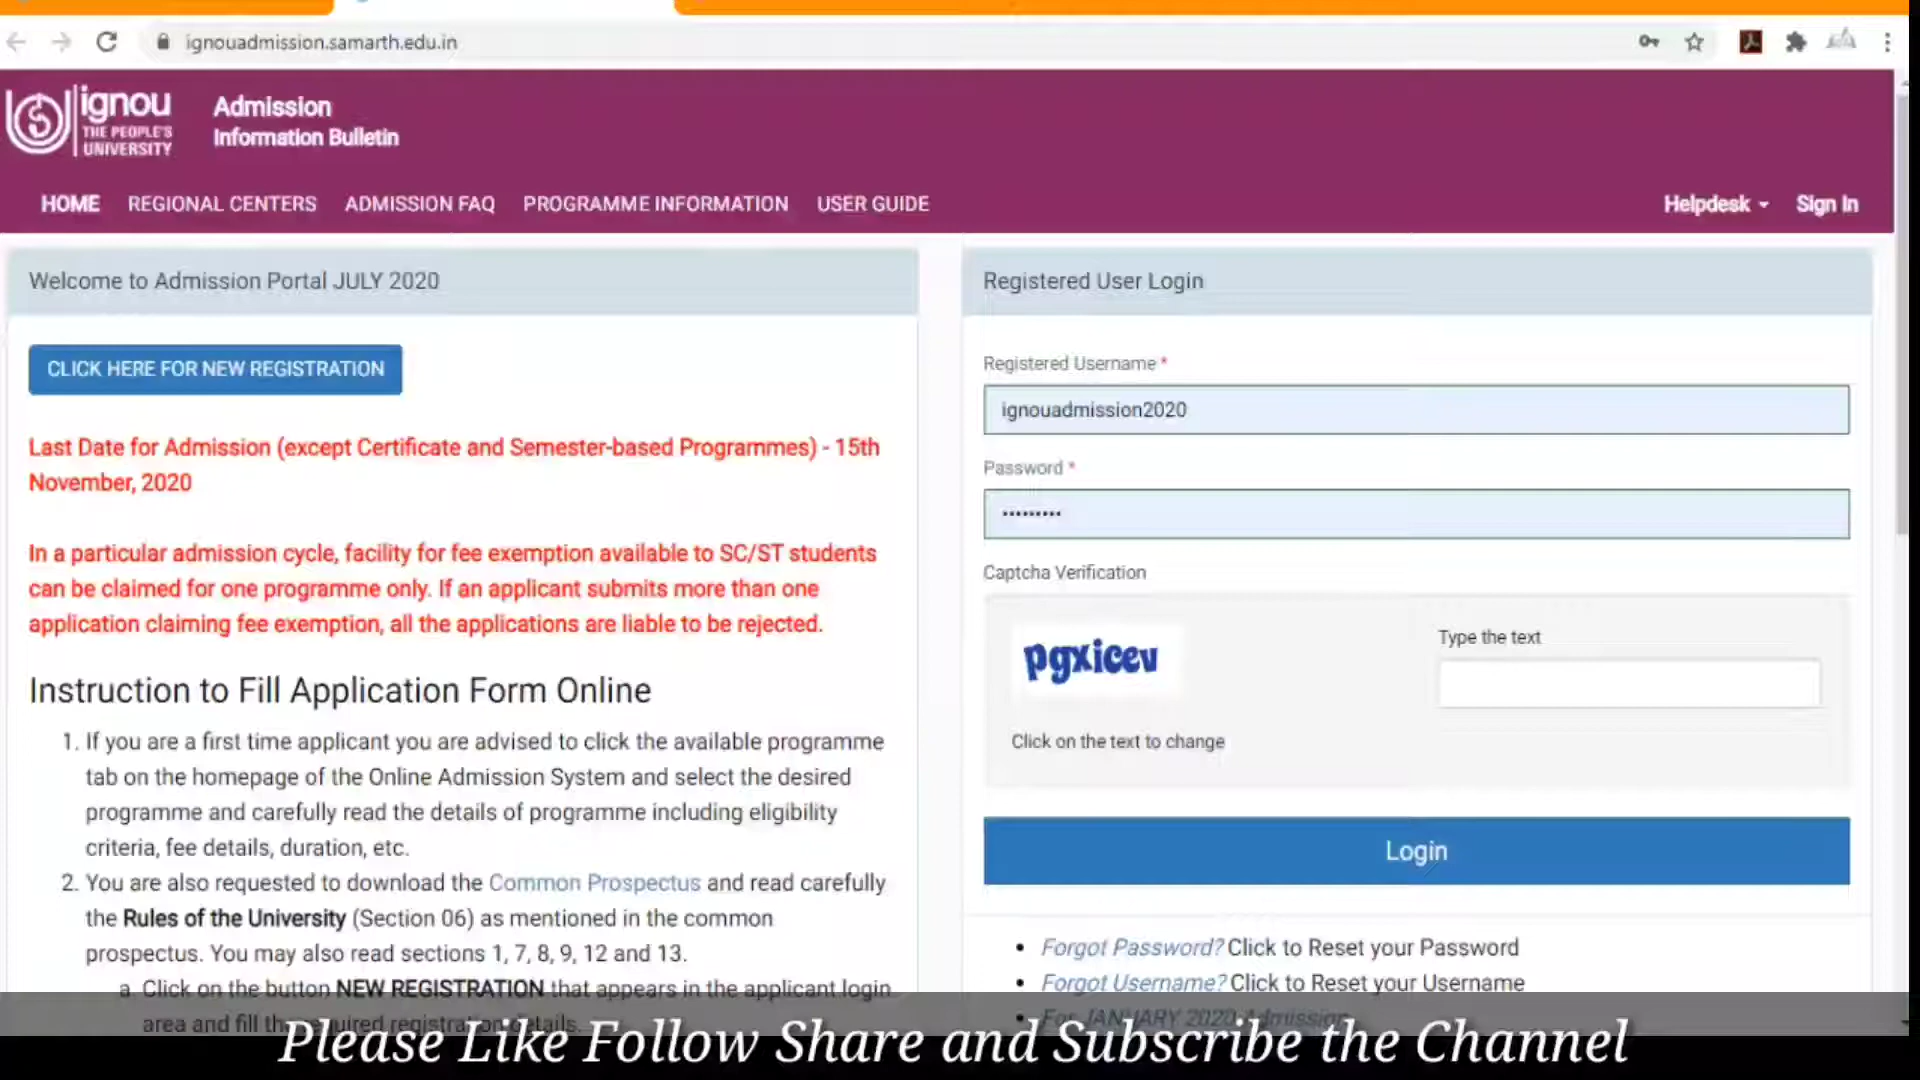 ignouadmission.samarth.edu.in
ignou
THE PEOPLE'S
UNIVERSITY
Admission
Information Bulletin
HOME REGIONAL CENTERS ADMISSION FAQ PROGRAMME INFORMATION USER GUIDE Helpdesk Sign In
Welcome to Admission Portal JULY 2020
CLICK HERE FOR NEW REGISTRATION
Last Date for Admission (except Certificate and Semester-based Programmes) - 15th
November, 2020
In a particular admission cycle, facility for fee exemption available to SC/ST students
can be claimed for one programme only. If an applicant submits more than one
application claiming fee exemption, all the applications are liable to be rejected.
Instruction to Fill Application Form Online
1. If you are a first time applicant you are advised to click the available programme
tab on the homepage of the Online Admission System and select the desired
programme and carefully read the details of programme including eligibility
criteria, fee details, duration, etc.
2. You are also requested to download the Common Prospectus and read carefully
the Rules of the University (Section 06) as mentioned in the common
prospectus. You may also read sections 1, 7, 8, 9, 12 and 13.
a. Click on the button NEW REGISTRATION that appears in the applicant login
area and fill the required registration details.
Registered User Login
Registered Username *
ignouadmission2020
Password *
•••••••••
Captcha Verification
pgxicev
Type the text
Click on the text to change
Login
• Forgot Password? Click to Reset your Password
• Forgot Username? Click to Reset your Username
• For JANUARY 2020 Admission
Please Like Follow Share and Subscribe the Channel